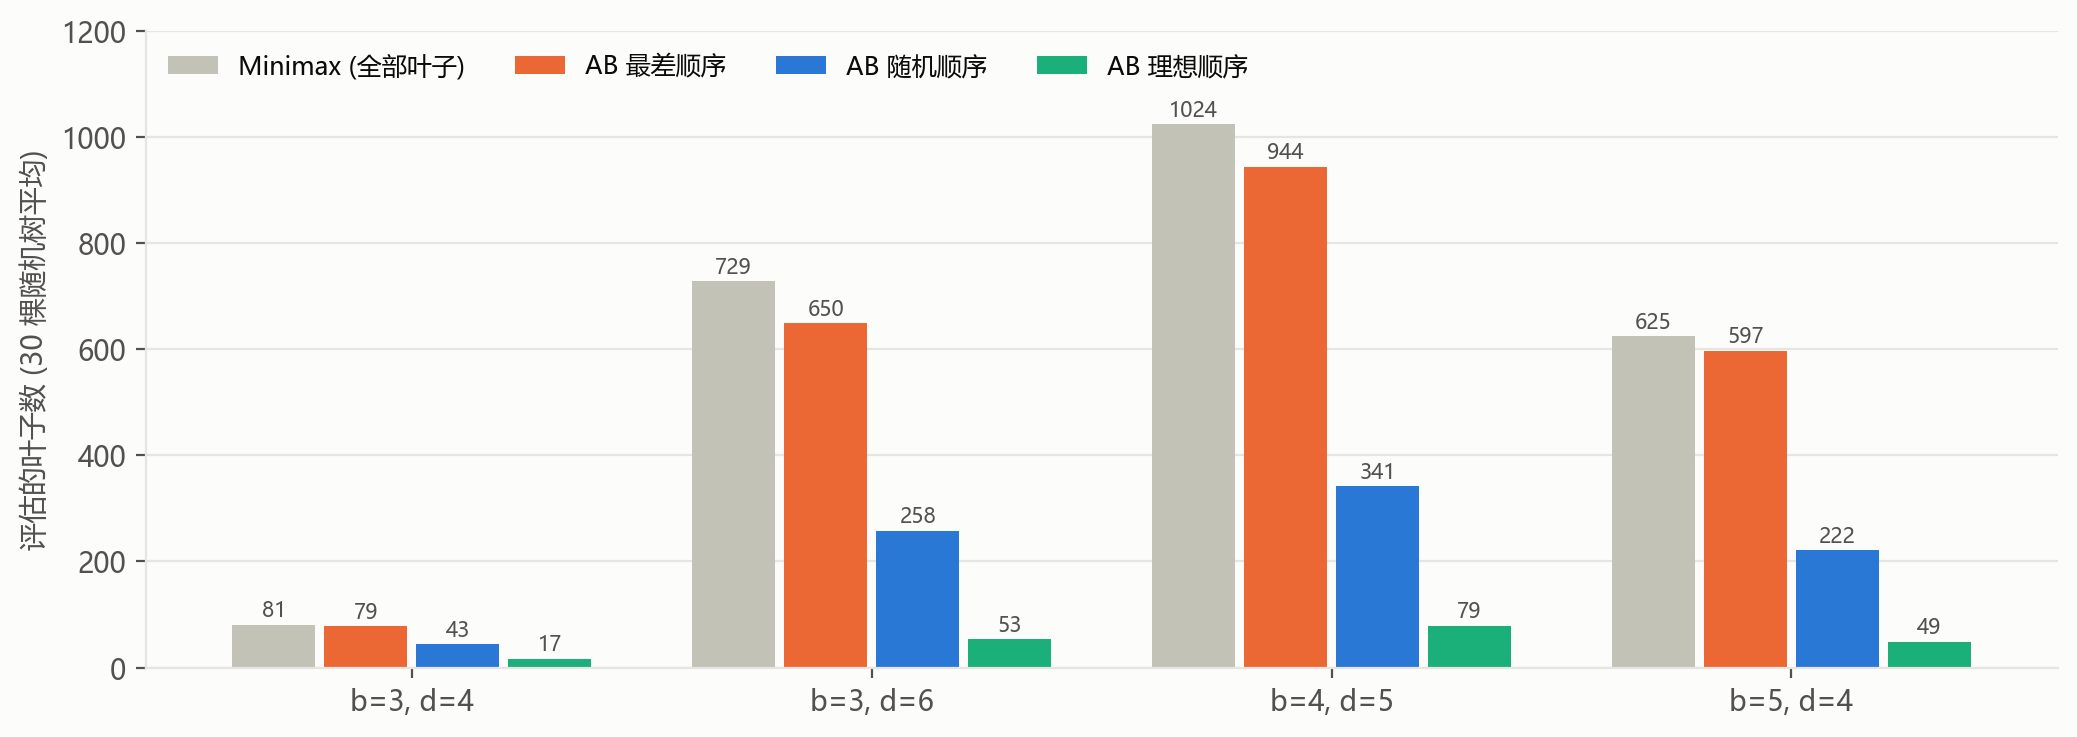 评估的叶子数 (30 棵随机树平均)
1200
1000
800
600
400
200
0
Minimax (全部叶子)
AB 最差顺序
AB 随机顺序
AB 理想顺序
81
79
43
17
729
650
258
53
1024
944
341
79
625
597
222
49
b=3, d=4
b=3, d=6
b=4, d=5
b=5, d=4